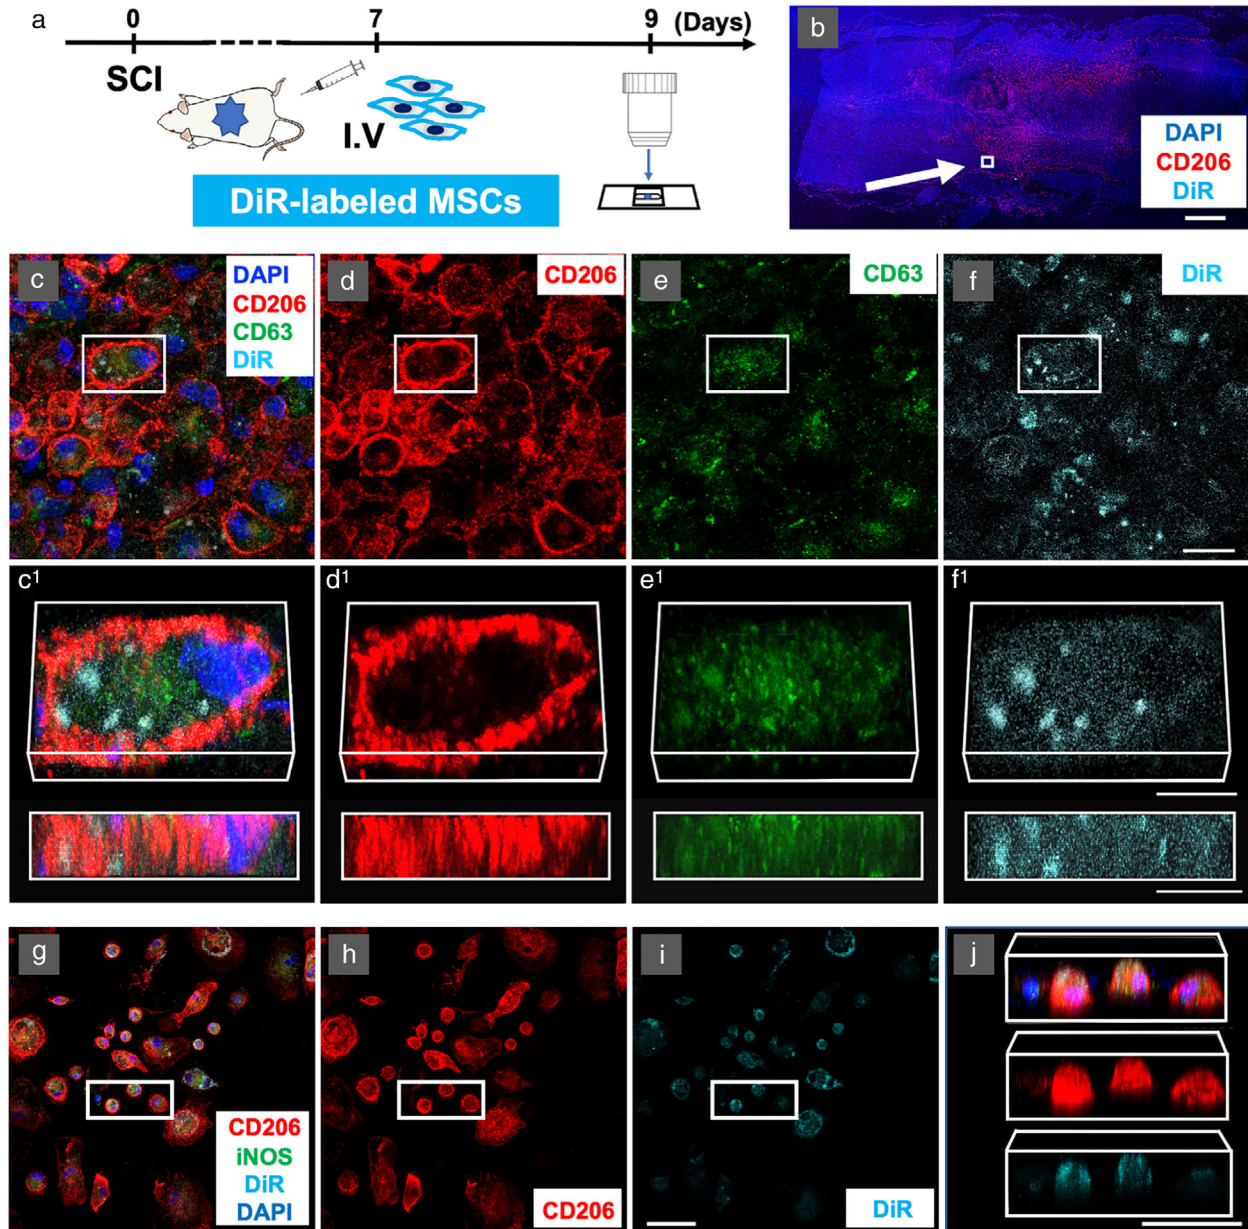 a
0
7
9
(Days)
SCI
I.V
DiR-labeled MSCs
b
DAPI
CD206
DiR
c
DAPI
CD206
CD63
DiR
d
CD206
e
CD63
f
DiR
c1
d1
e1
f1
g
CD206
iNOS
DiR
DAPI
h
CD206
i
DiR
j